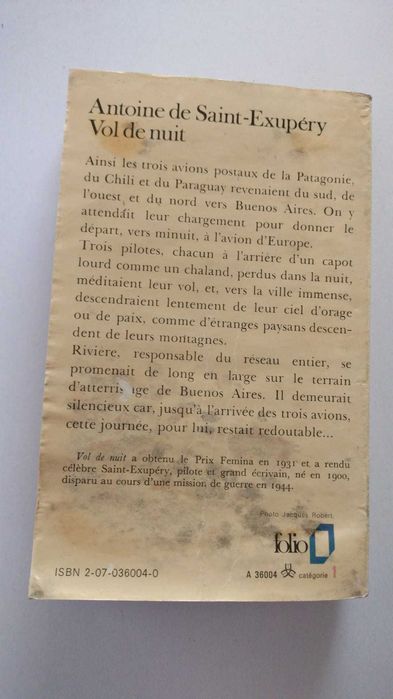 Antoine de Saint-Exupéry
Vol de nuit
Ainsi les trois avions postaux de la Patagonie,
du Chili et du Paraguay revenaient du sud, de
l'ouest et du nord vers Buenos Aires. On y
attendait leur chargement pour donner le
départ, vers minuit, à l'avion d'Europe.
Trois pilotes, chacun à l'arrière d'un capot
lourd comme un chaland, perdus dans la nuit,
méditaient leur vol, et, vers la ville immense,
descendraient lentement de leur ciel d'orage
ou de paix, comme d'étranges paysans descen-
dent de leurs montagnes.
Rivière, responsable du réseau entier, se
promenait de long en large sur le terrain
d'atterrissage de Buenos Aires. Il demeurait
silencieux car, jusqu'à l'arrivée des trois avions,
cette journée, pour lui, restait redoutable...
Vol de nuit a obtenu le Prix Femina en 1931 et a rendu
célèbre Saint-Exupéry, pilote et grand écrivain, né en 1900,
disparu au cours d'une mission de guerre en 1944.
Photo Jacques Robert.
folio
ISBN 2-07-036004-0
A 36004 catégorie 1